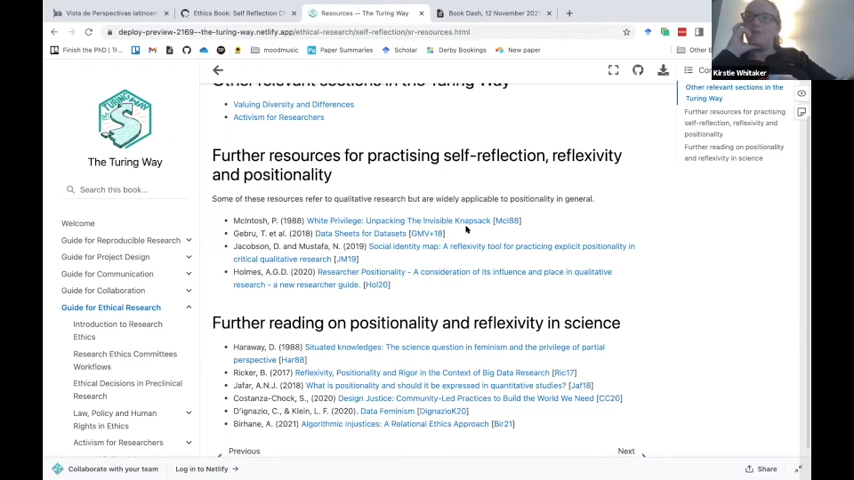 Vista de Perspectivas latinoam
Ethics Book: Self Reflection Ch
Resources — The Turing Way
Book Dash, 12 November 202
deploy-preview-2169--the-turing-way.netlify.app/ethical-research/self-reflection/sr-resources.html
Finish the PhD | Tr...
moodmusic
Paper Summaries
Scholar
Derby Bookings
New paper
Other B
Kirstie Whitaker
Other relevant sections in the Turing Way
Valuing Diversity and Differences
Activism for Researchers
Further resources for practising self-reflection, reflexivity
and positionality
Some of these resources refer to qualitative research but are widely applicable to positionality in general.
McIntosh, P. (1988) White Privilege: Unpacking The Invisible Knapsack [McI88]
Gebru, T. et al. (2018) Data Sheets for Datasets [GMV+18]
Jacobson, D. and Mustafa, N. (2019) Social identity map: A reflexivity tool for practicing explicit positionality in
critical qualitative research [JM19]
Holmes, A.G.D. (2020) Researcher Positionality - A consideration of its influence and place in qualitative
research - a new researcher guide. [Hol20]
Further reading on positionality and reflexivity in science
Haraway, D. (1988) Situated knowledges: The science question in feminism and the privilege of partial
perspective [Har88]
Ricker, B. (2017) Reflexivity, Positionality and Rigor in the Context of Big Data Research [Ric17]
Jafar, A.N.J. (2018) What is positionality and should it be expressed in quantitative studies? [Jaf18]
Costanza-Chock, S., (2020) Design Justice: Community-Led Practices to Build the World We Need [CC20]
D'ignazio, C., & Klein, L. F. (2020). Data Feminism [DignazioK20]
Birhane, A. (2021) Algorithmic Injustices: A Relational Ethics Approach [Bir21]
Previous
Next
Other relevant sections in the
Turing Way
Further resources for practising
self-reflection, reflexivity and
positionality
Further reading on positionality
and reflexivity in science
THE TURING WAY
The Turing Way
Search this book...
Welcome
Guide for Reproducible Research
Guide for Project Design
Guide for Communication
Guide for Collaboration
Guide for Ethical Research
Introduction to Research
Ethics
Research Ethics Committees
Workflows
Ethical Decisions in Preclinical
Research
Law, Policy and Human
Rights in Ethics
Activism for Researchers
Collaborate with your team
Log in to Netlify
Share